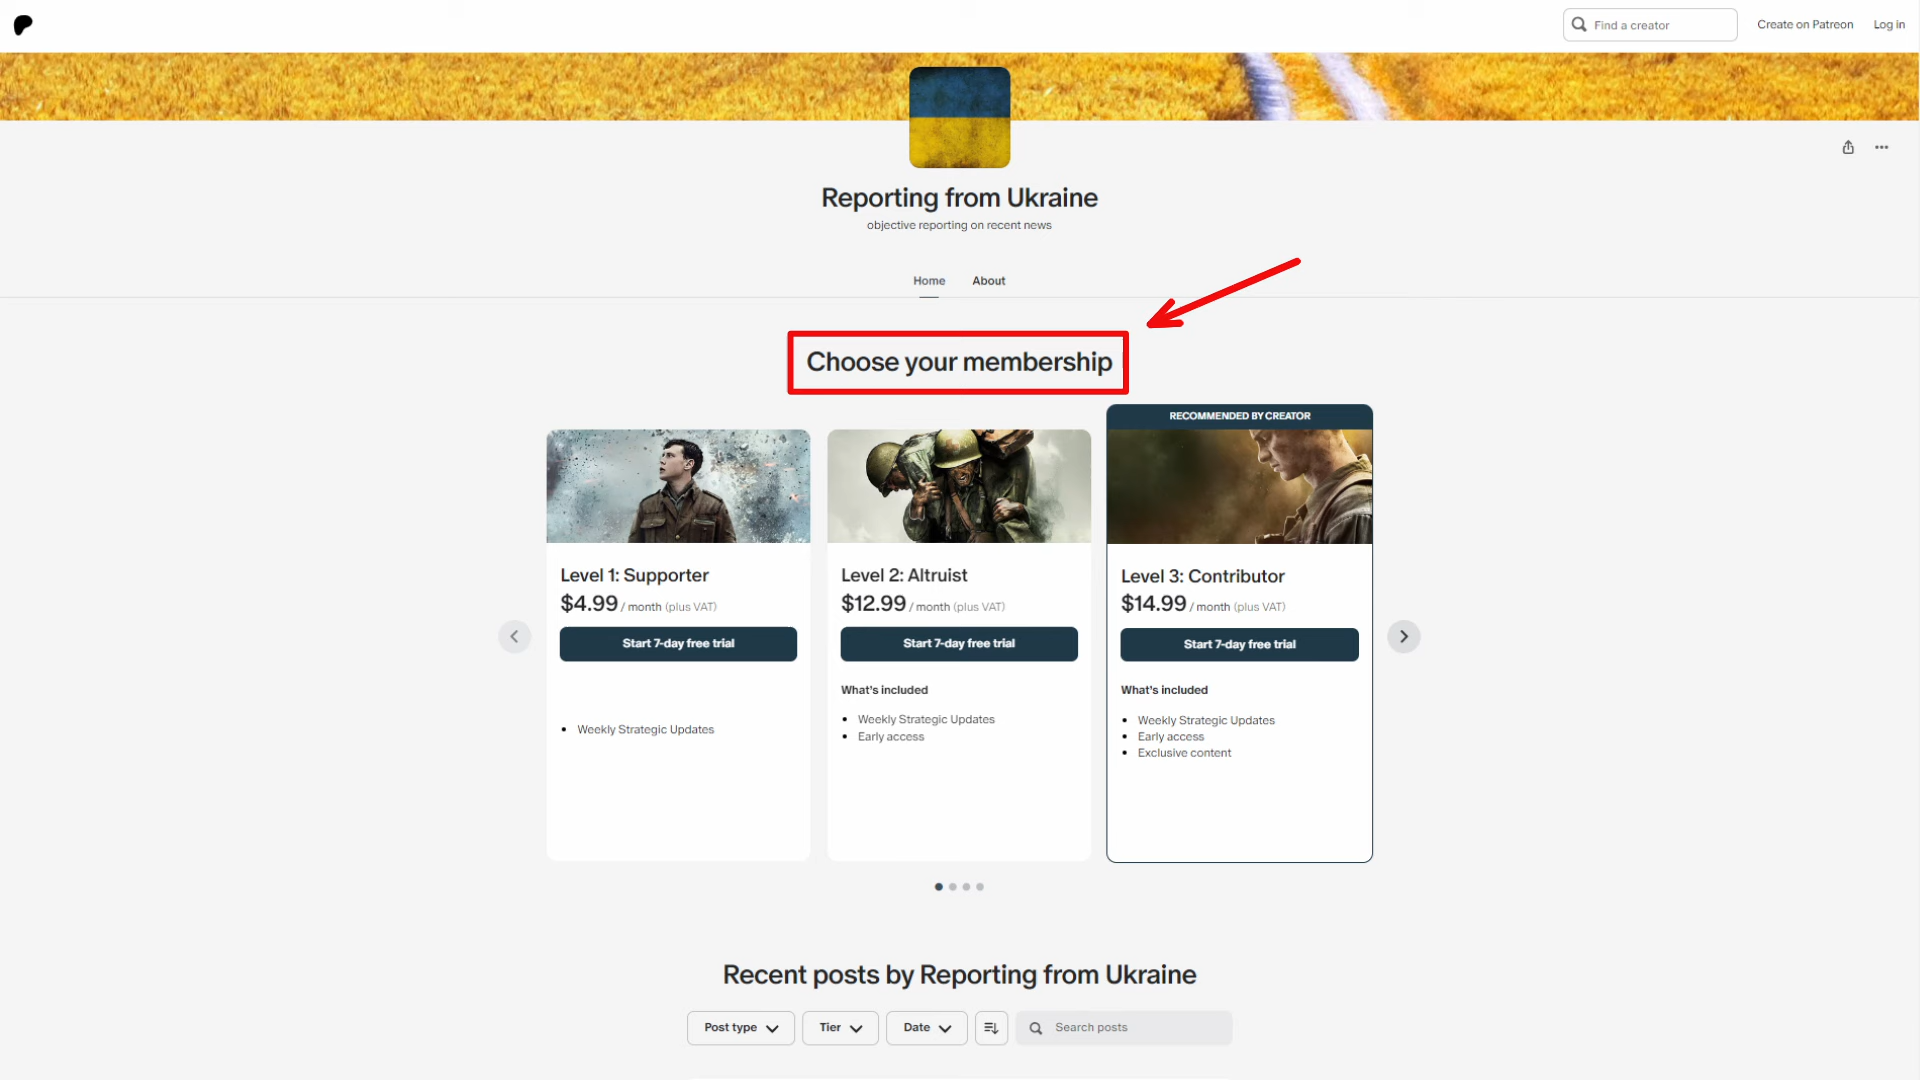 Find a creator
Create on Patreon
Log in
Reporting from Ukraine
objective reporting on recent news
Home
About
Choose your membership
Level 1: Supporter
$4.99 / month (plus VAT)
Start 7-day free trial
Weekly Strategic Updates
Level 2: Altruist
$12.99 / month (plus VAT)
Start 7-day free trial
What's included
Weekly Strategic Updates
Early access
RECOMMENDED BY CREATOR
Level 3: Contributor
$14.99 / month (plus VAT)
Start 7-day free trial
What's included
Weekly Strategic Updates
Early access
Exclusive content
Recent posts by Reporting from Ukraine
Post type
Tier
Date
Search posts